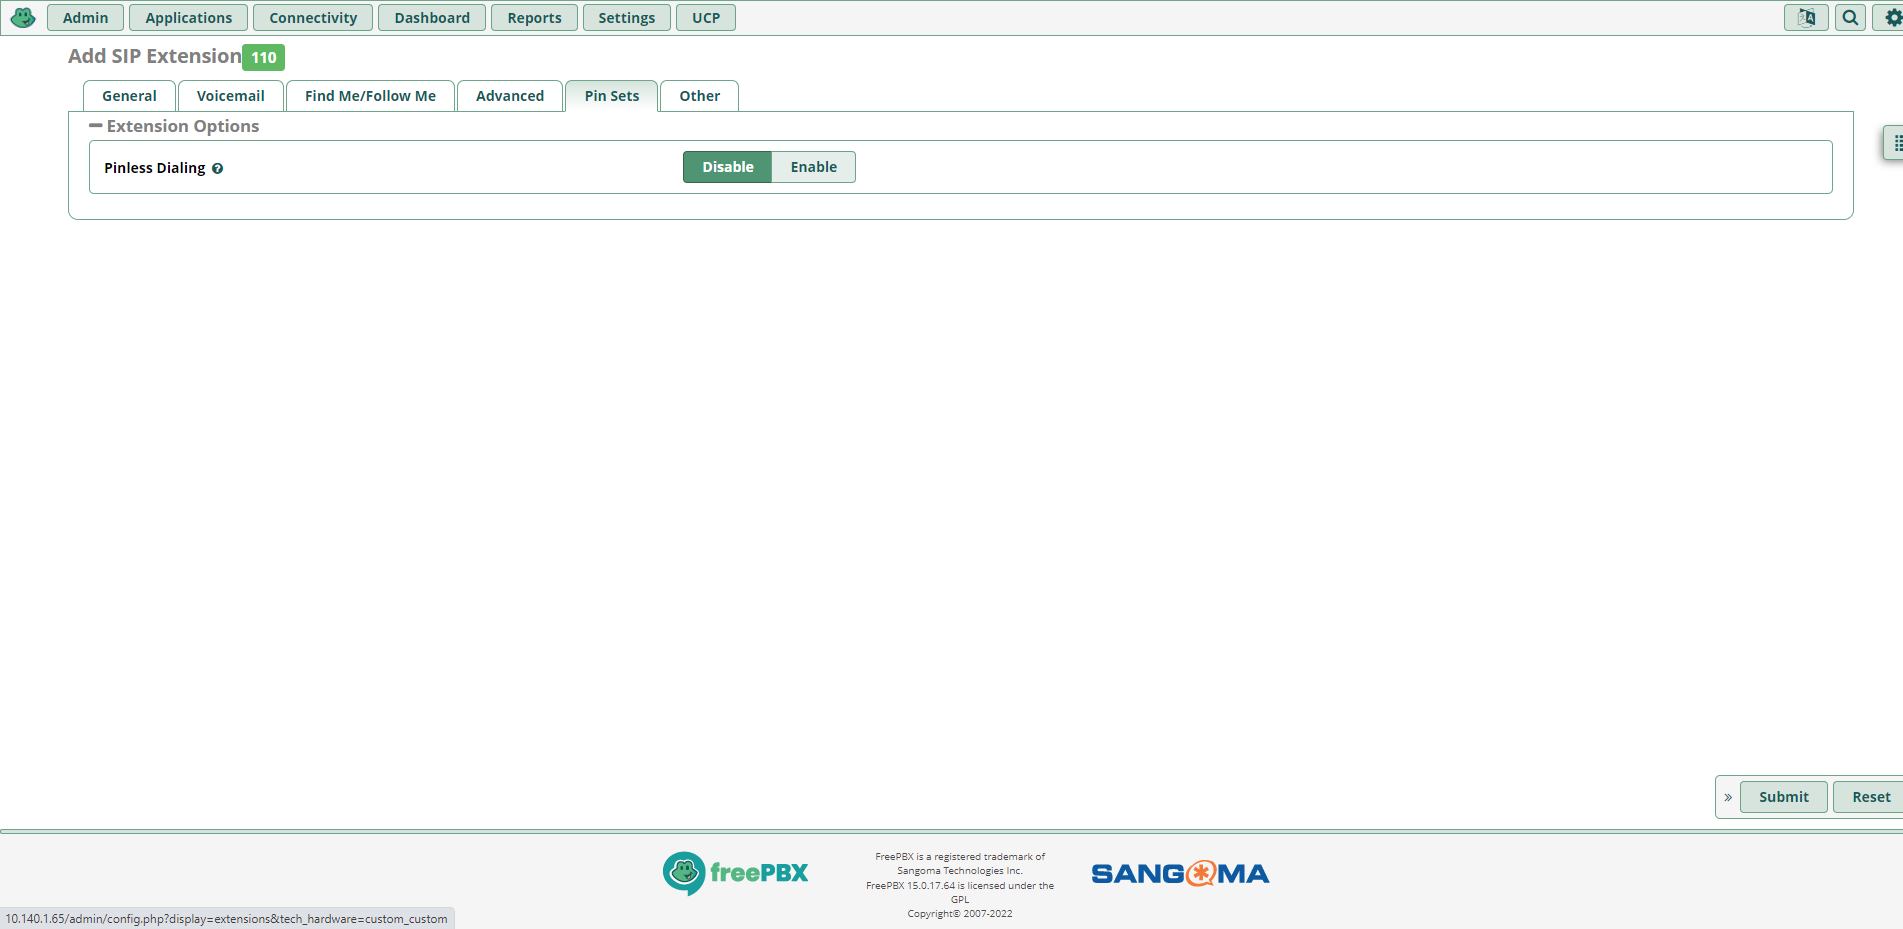 Admin
Applications
Connectivity
Dashboard
Reports
Settings
UCP
Add SIP Extension 110
General
Voicemail
Find Me/Follow Me
Advanced
Pin Sets
Other
Extension Options
Pinless Dialing
Disable
Enable
» Submit
Reset
freePBX
FreePBX is a registered trademark of
Sangoma Technologies Inc.
FreePBX 15.0.17.64 is licensed under the
GPL
Copyright© 2007-2022
SANGOMA
10.140.1.65/admin/config.php?display=extensions&tech_hardware=custom_custom